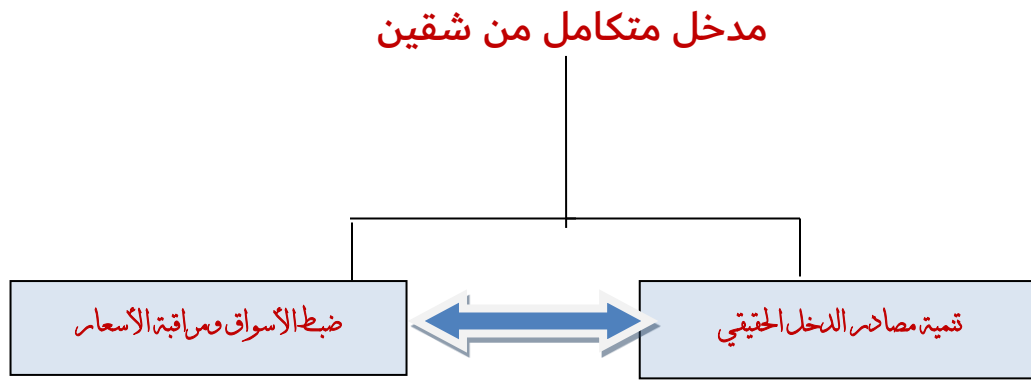 مدخل متكامل من شقين
تنمية مصادر الدخل الحقيقي
ضبط الأسواق ومراقبة الأسعار